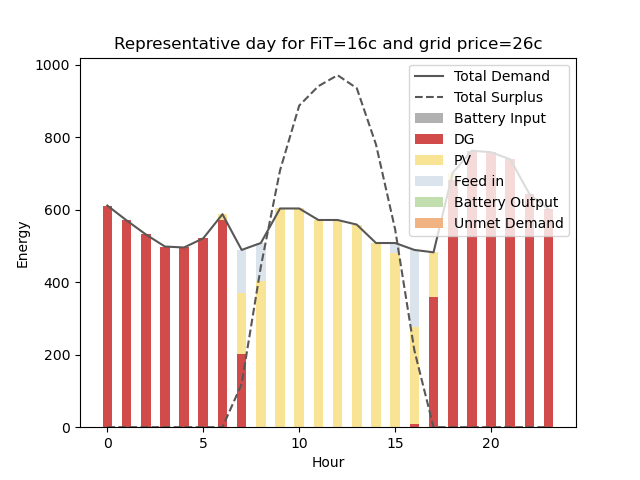 Representative day for FiT=16c and grid price=26c
1000
800
600
400
200
0
Energy
Total Demand
Total Surplus
Battery Input
DG
PV
Feed in
Battery Output
Unmet Demand
0 5 10 15 20
Hour